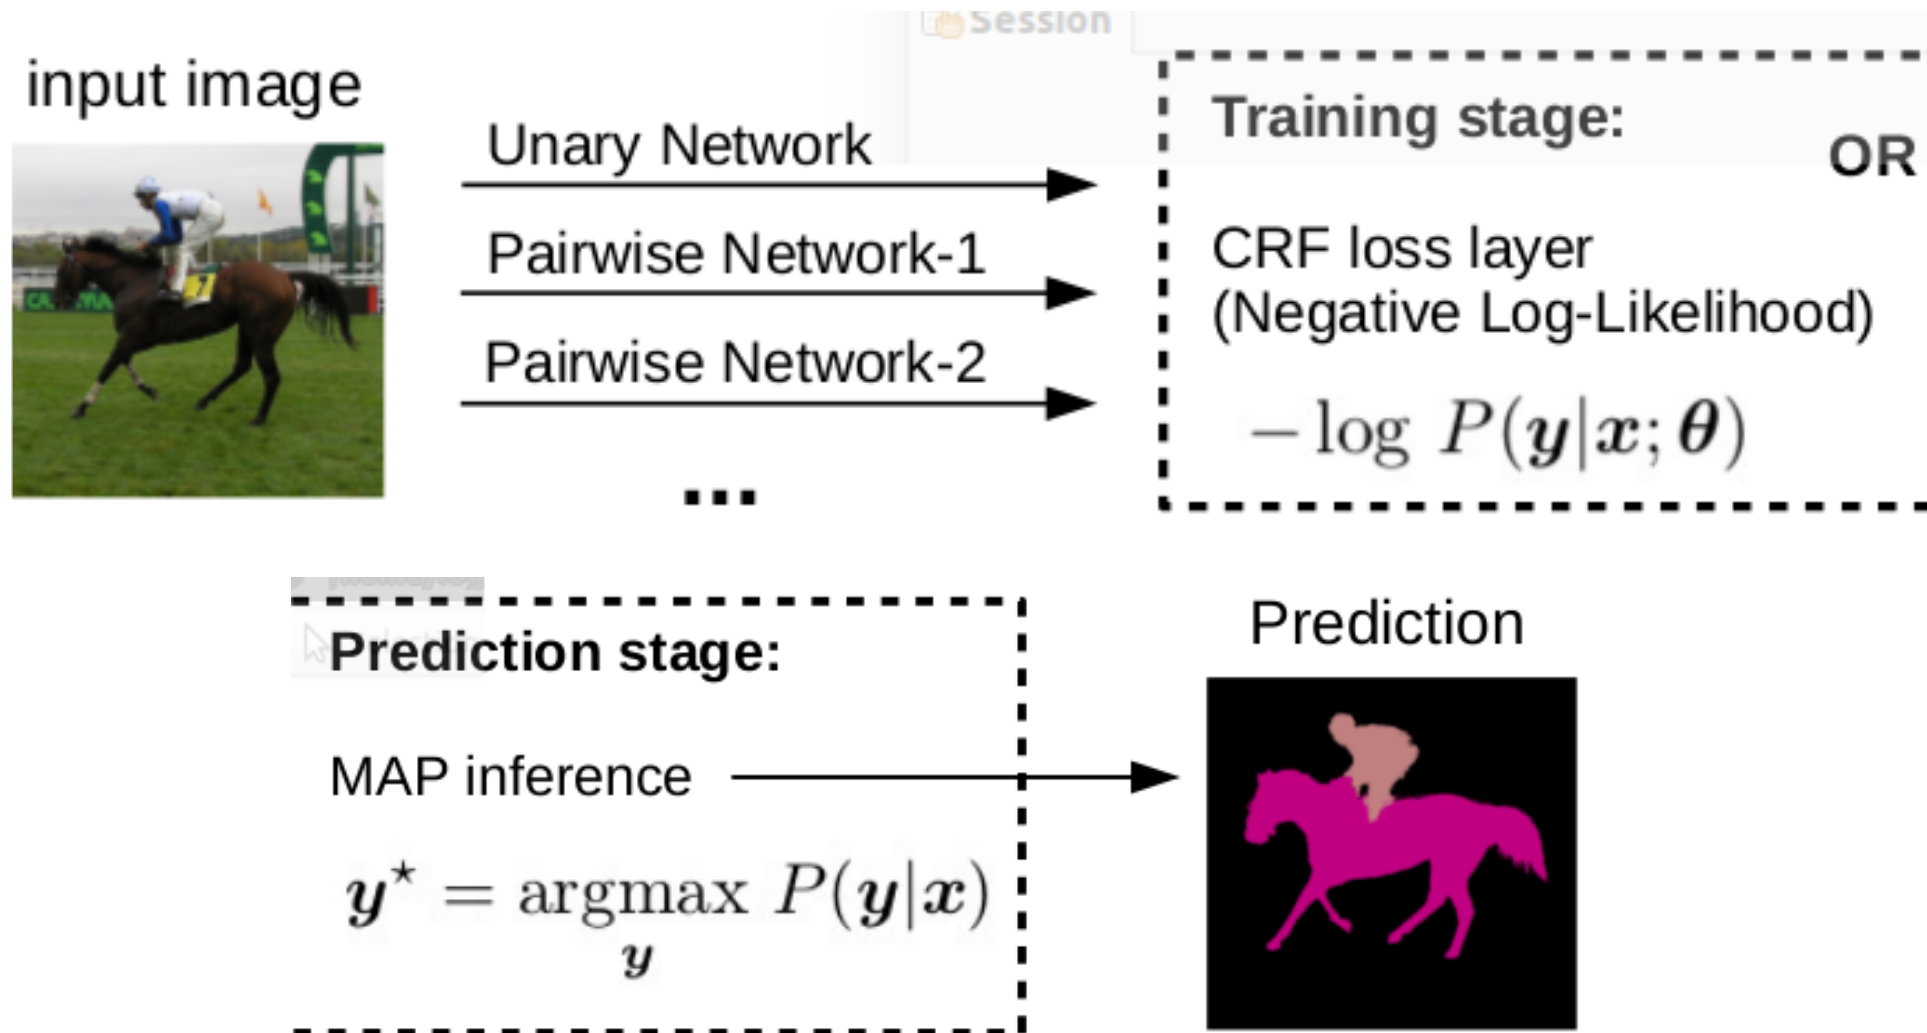 Session
input image
Unary Network
Pairwise Network-1
Pairwise Network-2
...
Training stage:
OR
CRF loss layer
(Negative Log-Likelihood)
− log P(y|x; θ)
Prediction stage:
MAP inference
y⋆ = argmax P(y|x)
y
Prediction
7